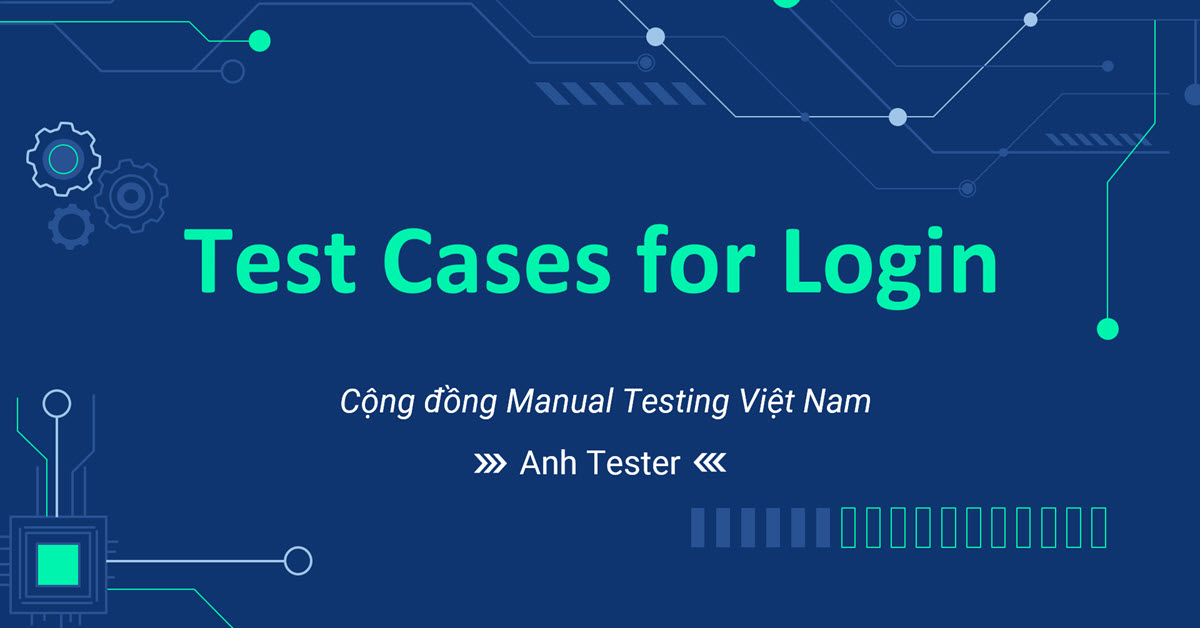 Test Cases for Login
Cộng đồng Manual Testing Việt Nam
Anh Tester